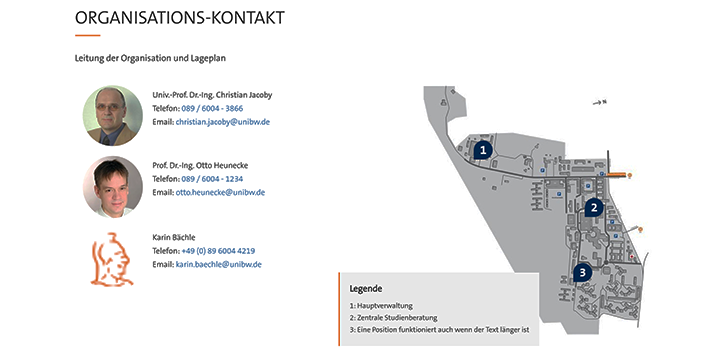 ORGANISATIONS-KONTAKT
Leitung der Organisation und Lageplan
Univ.-Prof. Dr.-Ing. Christian Jacoby
Telefon: 089 / 6004 - 3866
Email: christian.jacoby@unibw.de
Prof. Dr.-Ing. Otto Heunecke
Telefon: 089 / 6004 - 1234
Email: otto.heunecke@unibw.de
Karin Bächle
Telefon: +49 (0) 89 6004 4219
Email: karin.baechle@unibw.de
N
1
2
3
Legende
1: Hauptverwaltung
2: Zentrale Studienberatung
3: Eine Position funktioniert auch wenn der Text länger ist